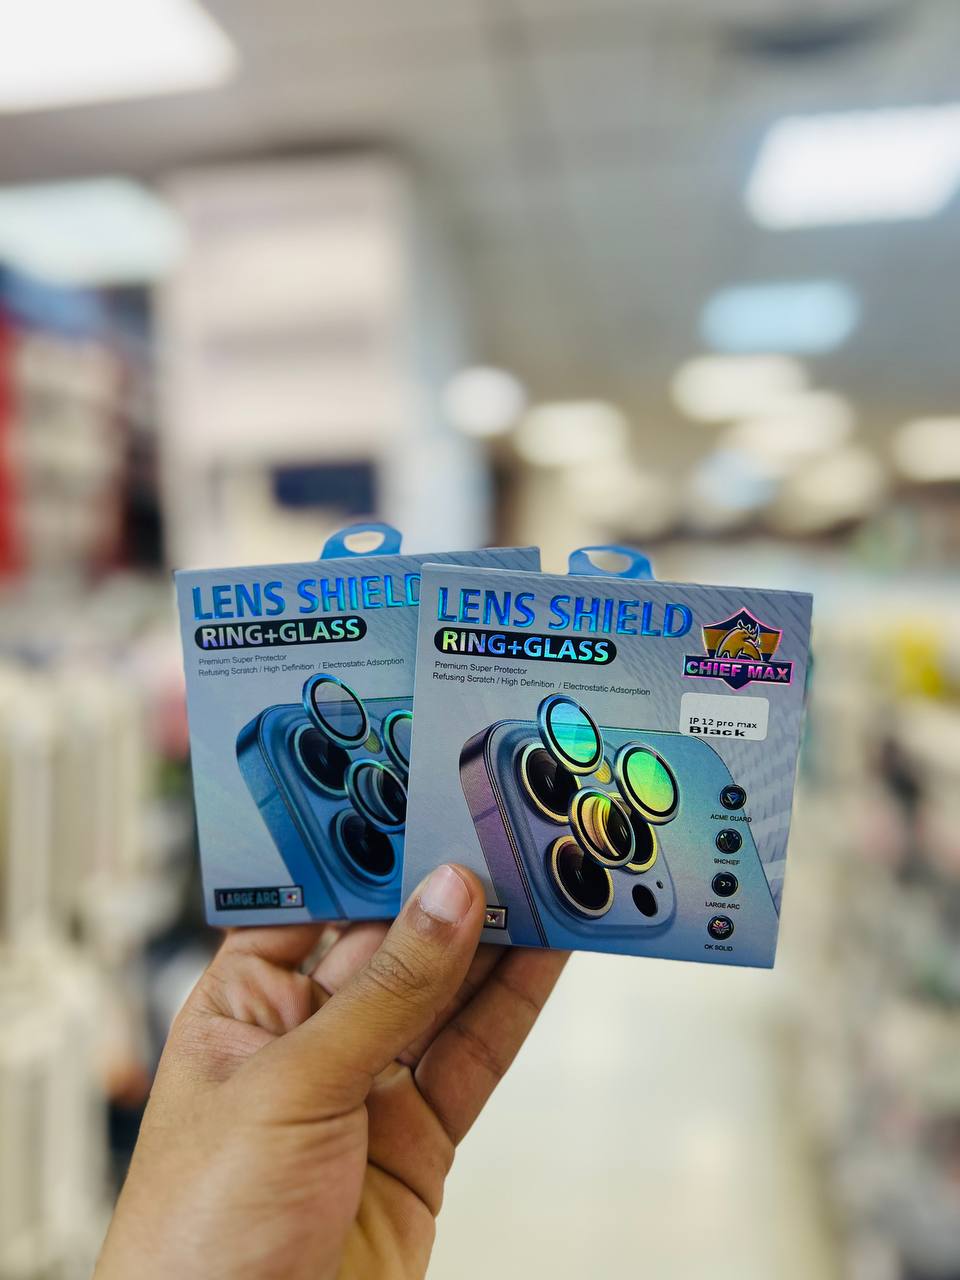 LENS SHIELD
RING+GLASS
Premium Super Protector
Refusing Scratch / High Definition / Electrostatic Adsorption
LARGE ARC
LENS SHIELD
RING+GLASS
Premium Super Protector
Refusing Scratch / High Definition / Electrostatic Adsorption
CHIEF MAX
IP 12 pro max
Black
ACME GUARD
9HCHIEF
LARGE ARC
OK SOLID